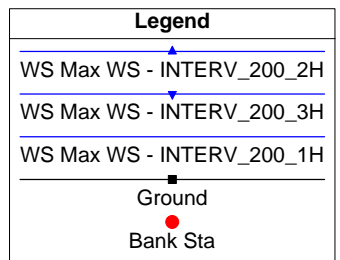 Legend
WS Max WS - INTERV_200_2H
WS Max WS - INTERV_200_3H
WS Max WS - INTERV_200_1H
Ground
Bank Sta